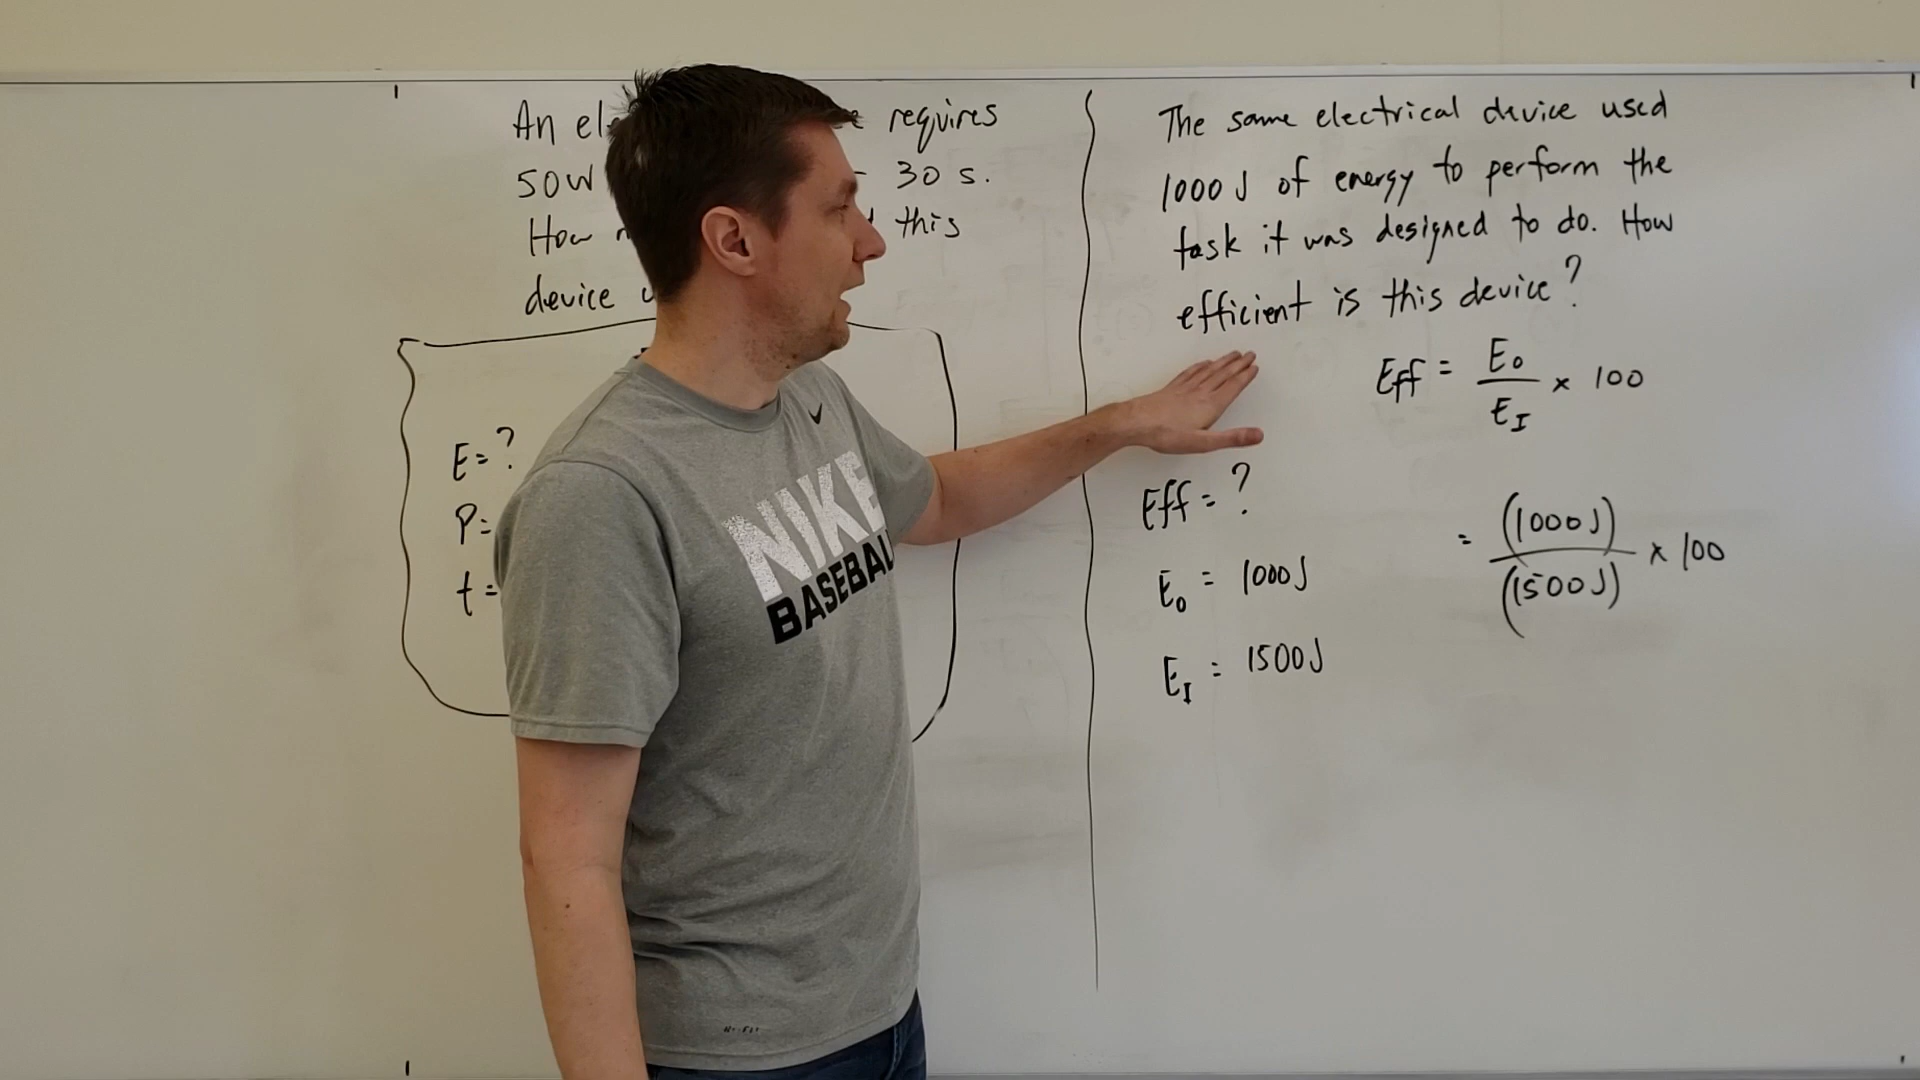 An requires
50W 30 s.
How this
device
E = ?
P =
t =
The same electrical device used
1000 J of energy to perform the
task it was designed to do. How
efficient is this device?
Eff = E₀ / E_I x 100
Eff = ?
E₀ = 1000 J
E_I = 1500 J
= (1000 J) / (1500 J) x 100
NIKE
BASEBALL